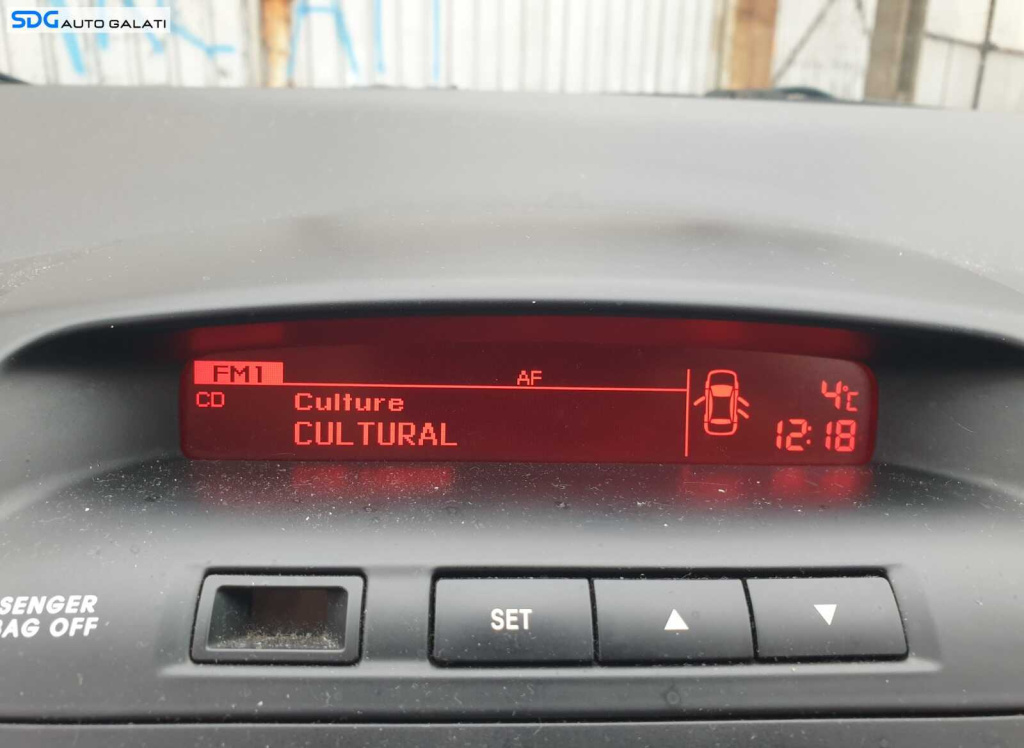 SDG AUTO GALATI
FM1
AF
4°C
CD
Culture
CULTURAL
12:18
SENGER
BAG OFF
SET